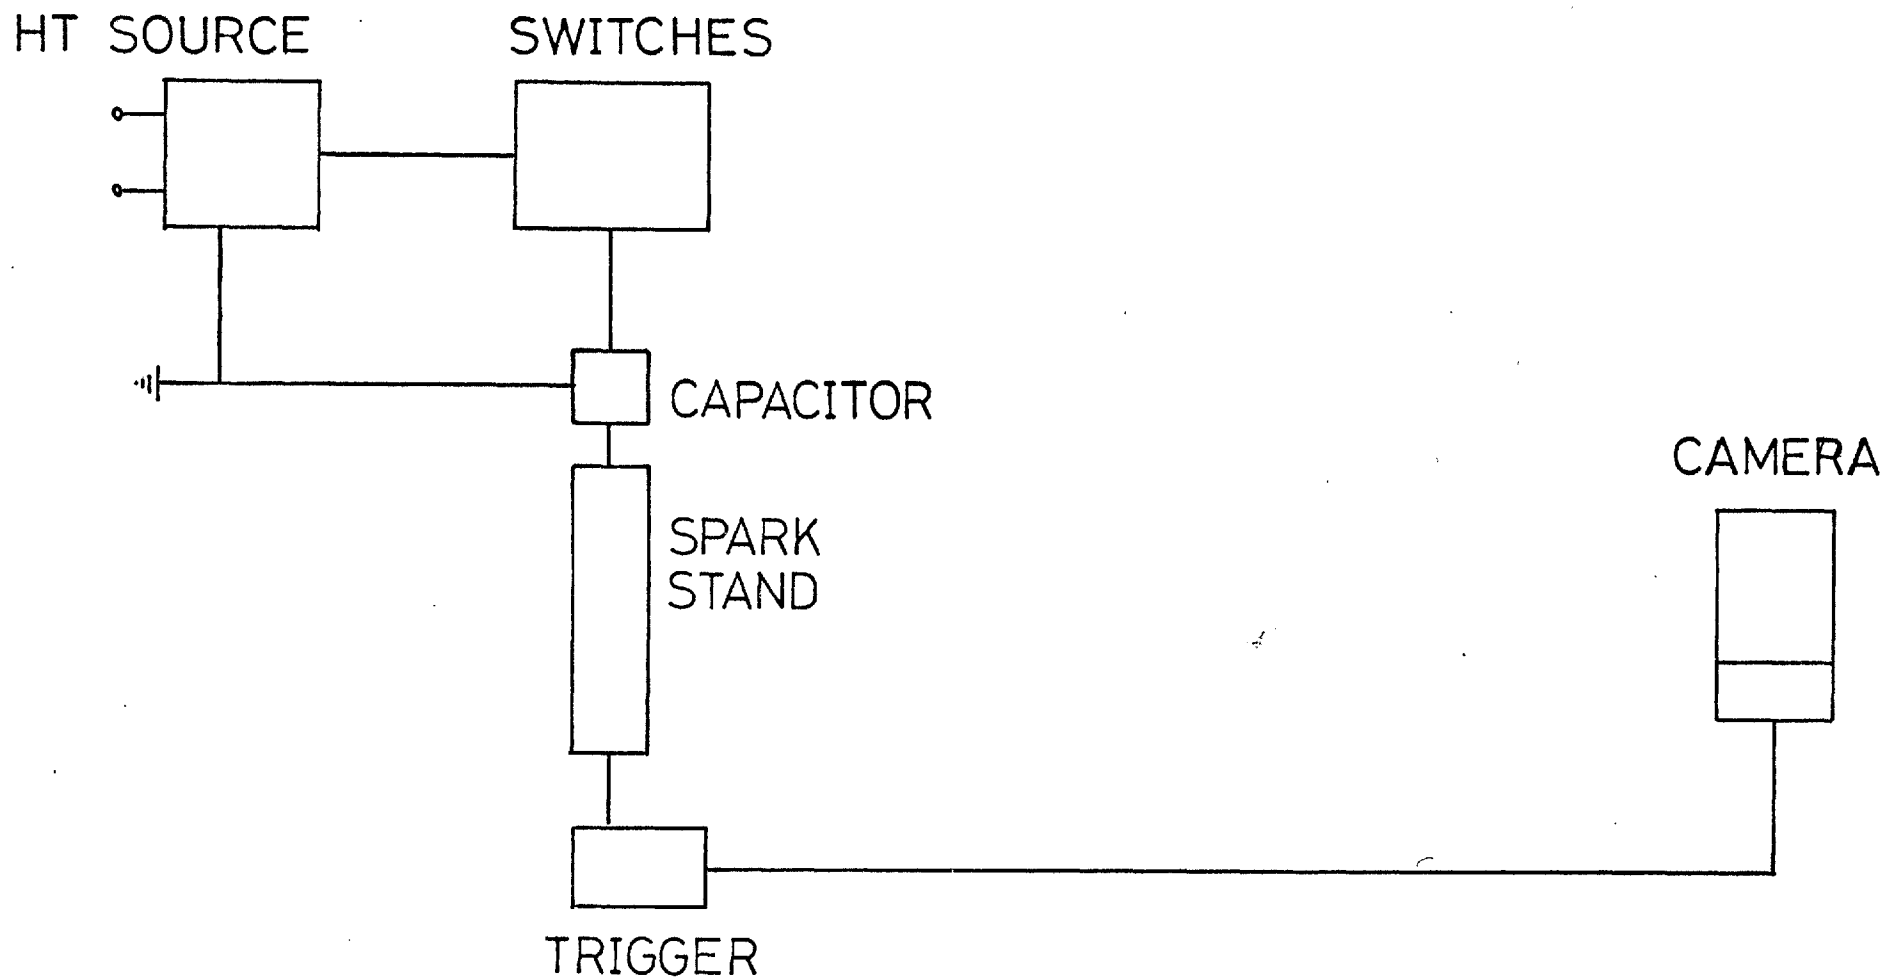 HT SOURCE
SWITCHES
CAPACITOR
CAMERA
SPARK
STAND
TRIGGER